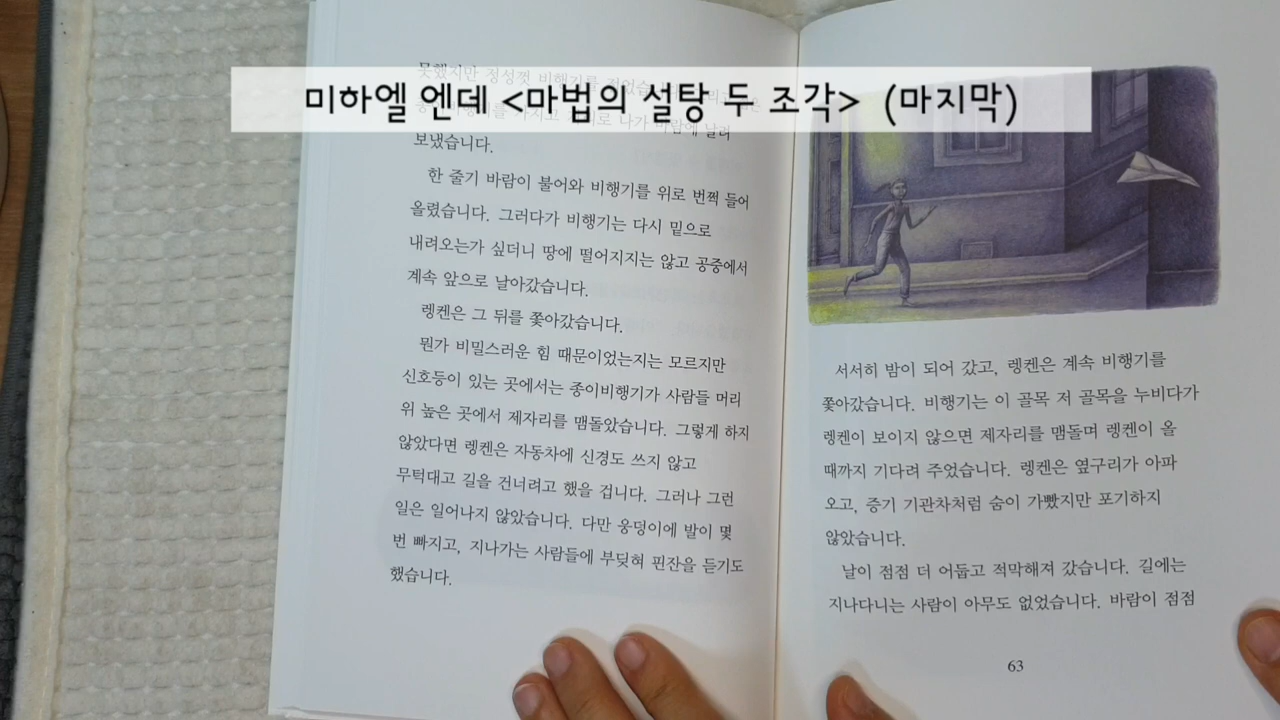 미하엘 엔데 <마법의 설탕 두 조각> (마지막)
못했지만 정성껏 비행기를 접었습니다.
보냈습니다.
한 줄기 바람이 불어와 비행기를 위로 번쩍 들어
올렸습니다. 그러다가 비행기는 다시 밑으로
내려오는가 싶더니 땅에 떨어지지는 않고 공중에서
계속 앞으로 날아갔습니다.
렝켄은 그 뒤를 쫓아갔습니다.
뭔가 비밀스러운 힘 때문이었는지는 모르지만
신호등이 있는 곳에서는 종이비행기가 사람들 머리
위 높은 곳에서 제자리를 맴돌았습니다. 그렇게 하지
않았다면 렝켄은 자동차에 신경도 쓰지 않고
무턱대고 길을 건너려고 했을 겁니다. 그러나 그런
일은 일어나지 않았습니다. 다만 웅덩이에 발이 몇
번 빠지고, 지나가는 사람들에 부딪혀 핀잔을 듣기도
했습니다.
서서히 밤이 되어 갔고, 렝켄은 계속 비행기를
쫓아갔습니다. 비행기는 이 골목 저 골목을 누비다가
렝켄이 보이지 않으면 제자리를 맴돌며 렝켄이 올
때까지 기다려 주었습니다. 렝켄은 옆구리가 아파
오고, 증기 기관차처럼 숨이 가빴지만 포기하지
않았습니다.
날이 점점 더 어둡고 적막해져 갔습니다. 길에는
지나다니는 사람이 아무도 없었습니다. 바람이 점점
63